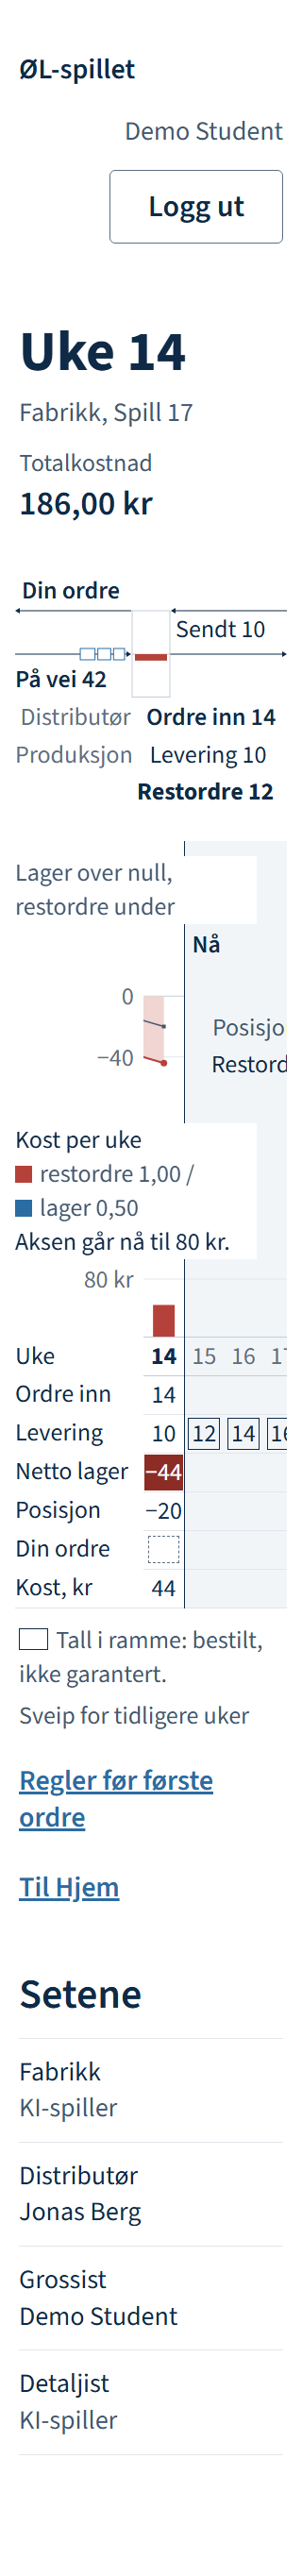 ØL-spillet
Demo Student
Logg ut
Uke 14
Fabrikk, Spill 17
Totalkostnad
186,00 kr
Din ordre
Sendt 10
På vei 42
Distributør Ordre inn 14
Produksjon Levering 10
Restordre 12
Lager over null,
restordre under
Nå
0
−40
Kost per uke
restordre 1,00 /
lager 0,50
Aksen går nå til 80 kr.
80 kr
Uke 14 15 16
Ordre inn 14
Levering 10 12 14
Netto lager −44
Posisjon −20
Din ordre
Kost, kr 44
Tall i ramme: bestilt,
ikke garantert.
Sveip for tidligere uker
Regler før første
ordre
Til Hjem
Setene
Fabrikk
KI-spiller
Distributør
Jonas Berg
Grossist
Demo Student
Detaljist
KI-spiller